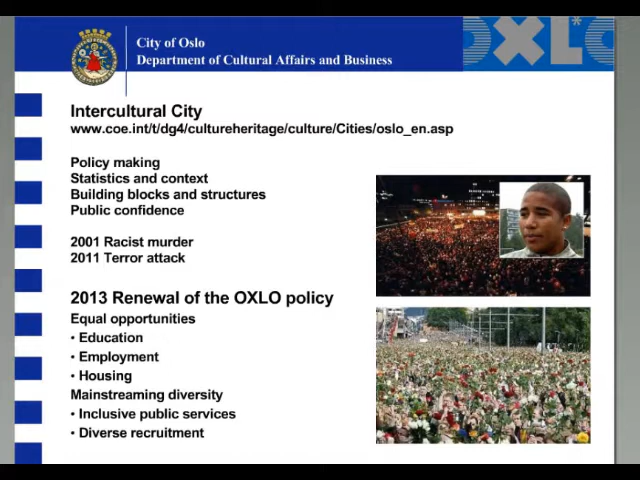 City of Oslo
Department of Cultural Affairs and Business
OXLO
Intercultural City
www.coe.int/t/dg4/cultureheritage/culture/Cities/oslo_en.asp
Policy making
Statistics and context
Building blocks and structures
Public confidence
2001 Racist murder
2011 Terror attack
2013 Renewal of the OXLO policy
Equal opportunities
• Education
• Employment
• Housing
Mainstreaming diversity
• Inclusive public services
• Diverse recruitment